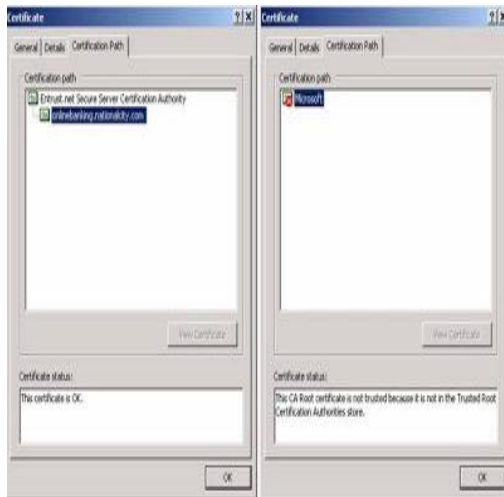 Certificate
General
Details
Certification Path
Certification path
Entrust.net Secure Server Certification Authority
onlinebanking.nationalcity.com
View Certificate
Certificate status:
This certificate is OK.
OK
Certificate
General
Details
Certification Path
Certification path
Microsoft
View Certificate
Certificate status:
This CA Root certificate is not trusted because it is not in the Trusted Root
Certification Authorities store.
OK